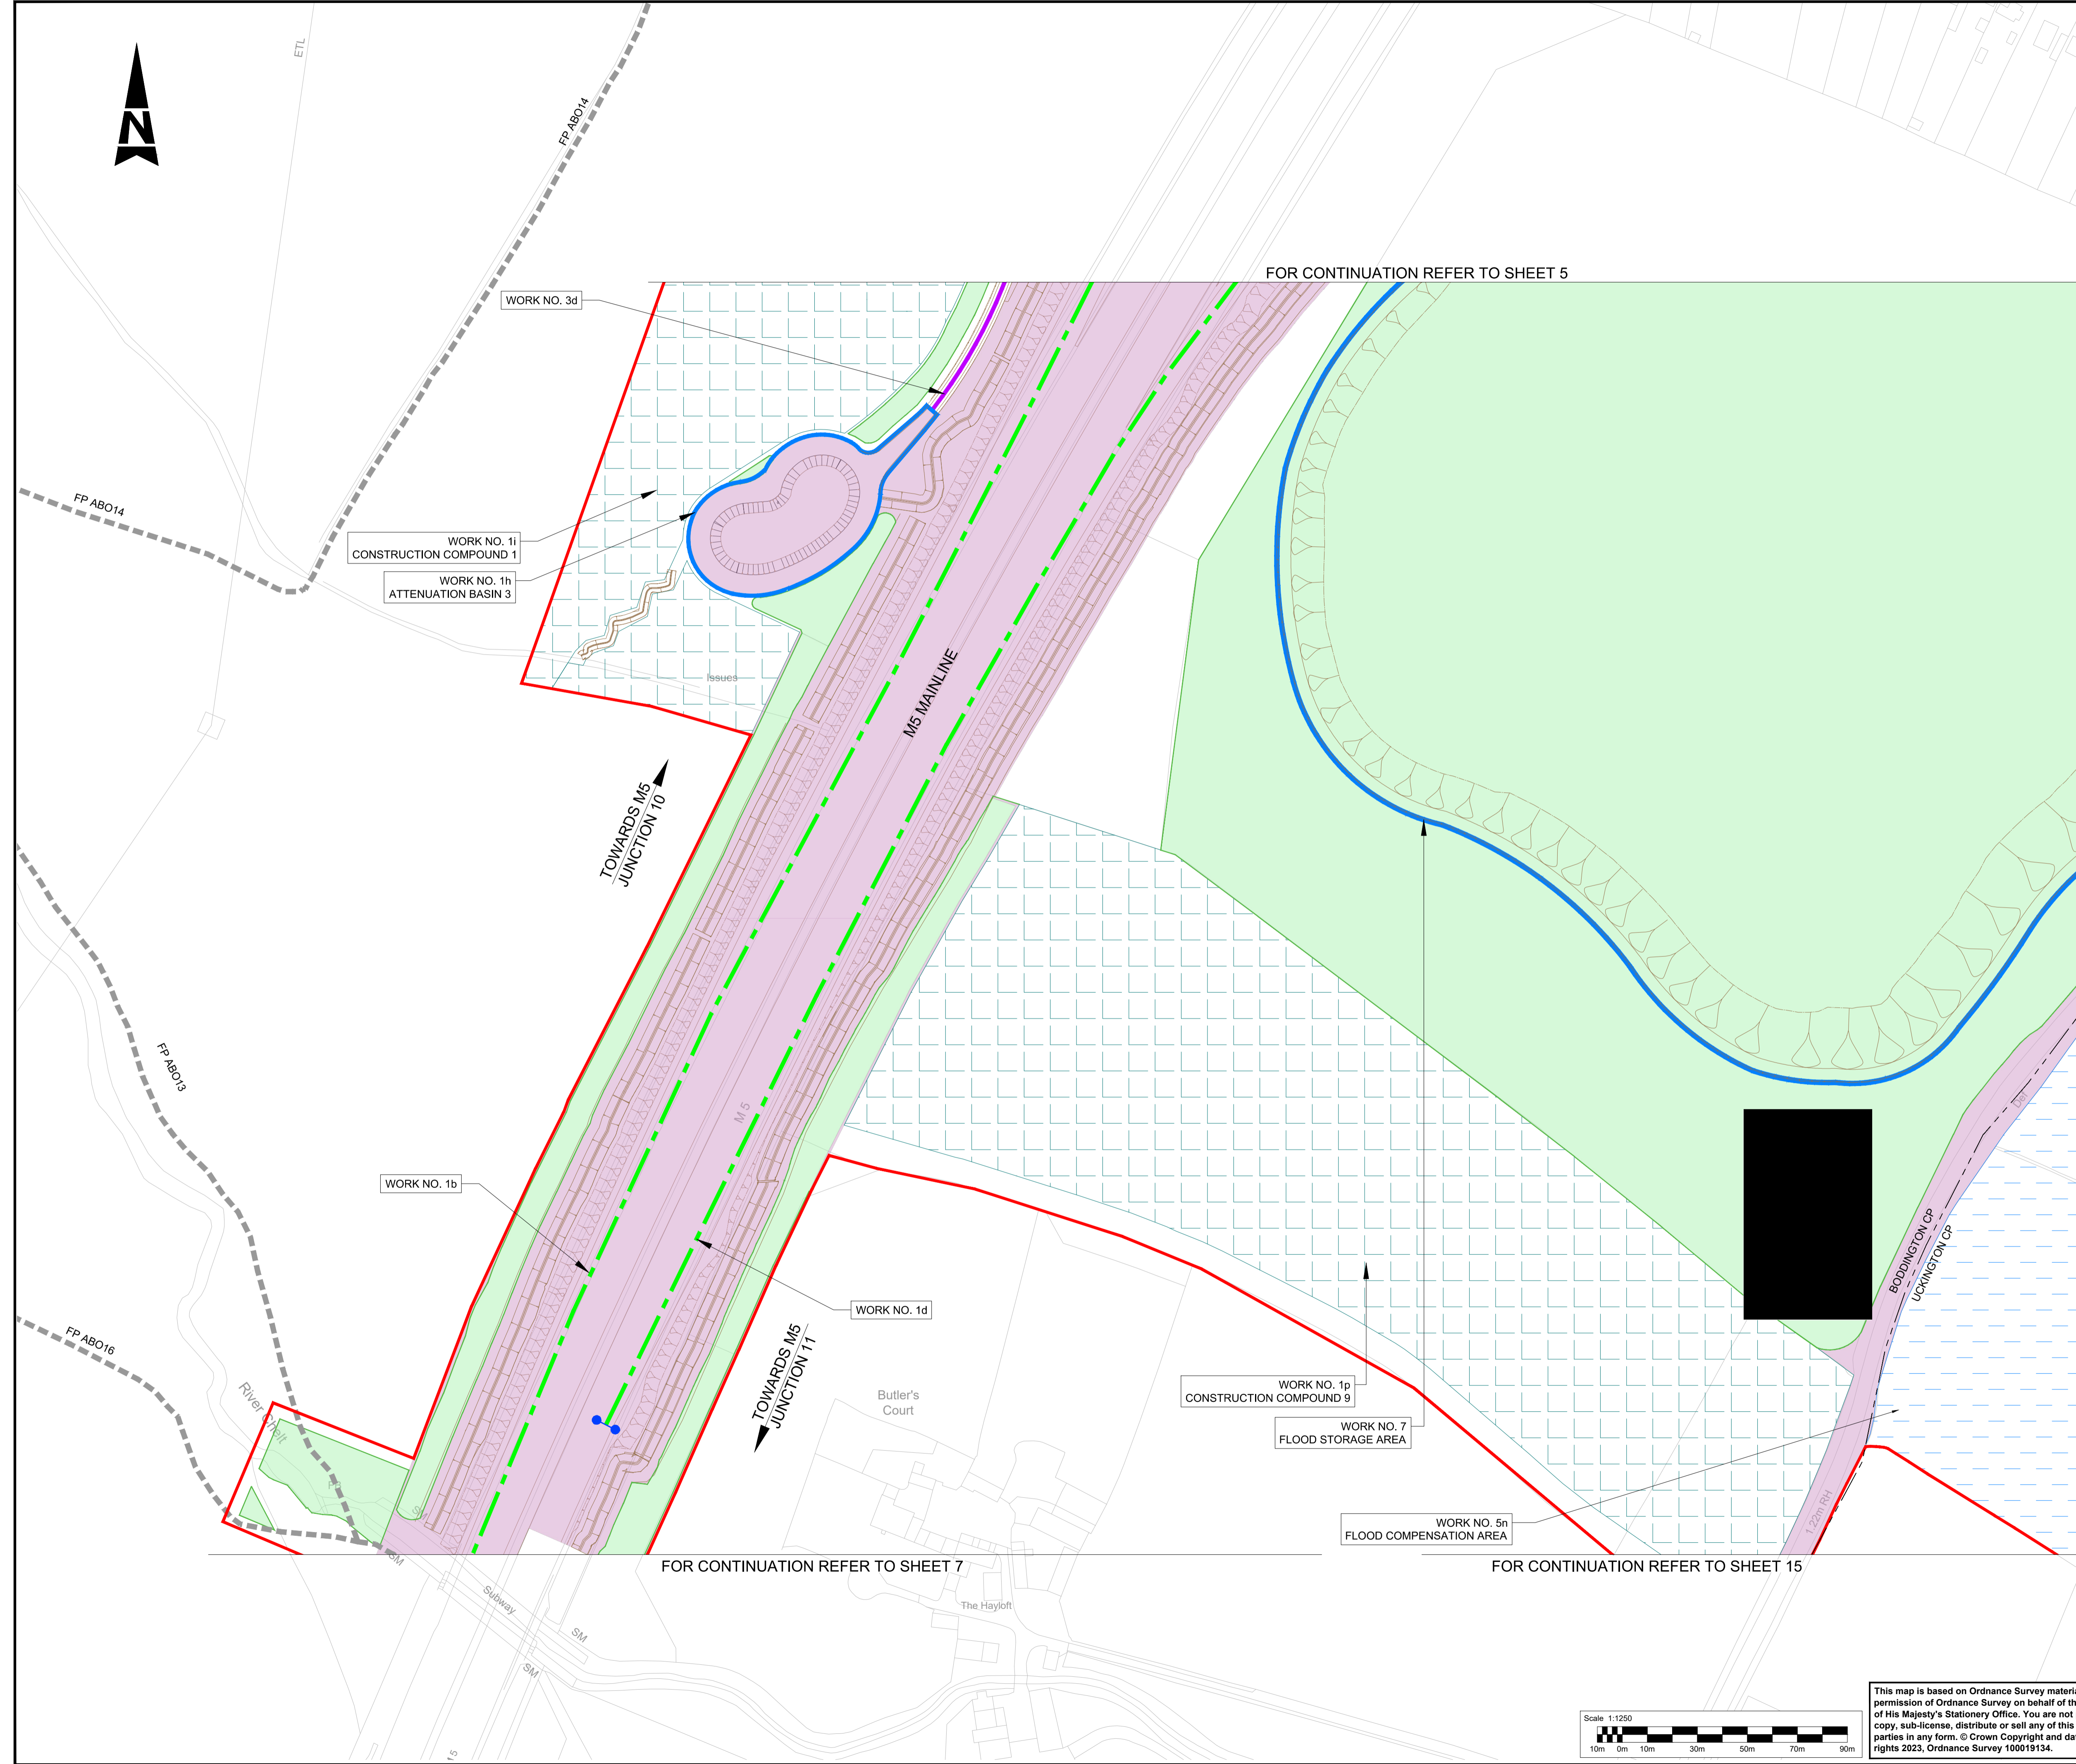 ETL
FP ABO14
N
FOR CONTINUATION REFER TO SHEET 5
WORK NO. 3d
FP ABO14
WORK NO. 1i
CONSTRUCTION COMPOUND 1
WORK NO. 1h
ATTENUATION BASIN 3
Issues
M5 MAINLINE
TOWARDS M5
JUNCTION 10
FP ABO13
M 5
Def
WORK NO. 1b
BODDINGTON CP
UCKINGTON CP
WORK NO. 1d
TOWARDS M5
JUNCTION 11
FP ABO16
River Chelt
Butler's
Court
WORK NO. 1p
CONSTRUCTION COMPOUND 9
WORK NO. 7
FLOOD STORAGE AREA
SM
1.22m RH
WORK NO. 5n
FLOOD COMPENSATION AREA
SM
FOR CONTINUATION REFER TO SHEET 7
FOR CONTINUATION REFER TO SHEET 15
Subway
The Hayloft
SM
SM
Scale 1:1250
10m 0m 10m 30m 50m 70m 90m
This map is based on Ordnance Survey
permission of Ordnance Survey on behalf of
of His Majesty's Stationery Office. You are not
copy, sub-license, distribute or sell any of this
parties in any form. © Crown Copyright and
rights 2023, Ordnance Survey 100019134.